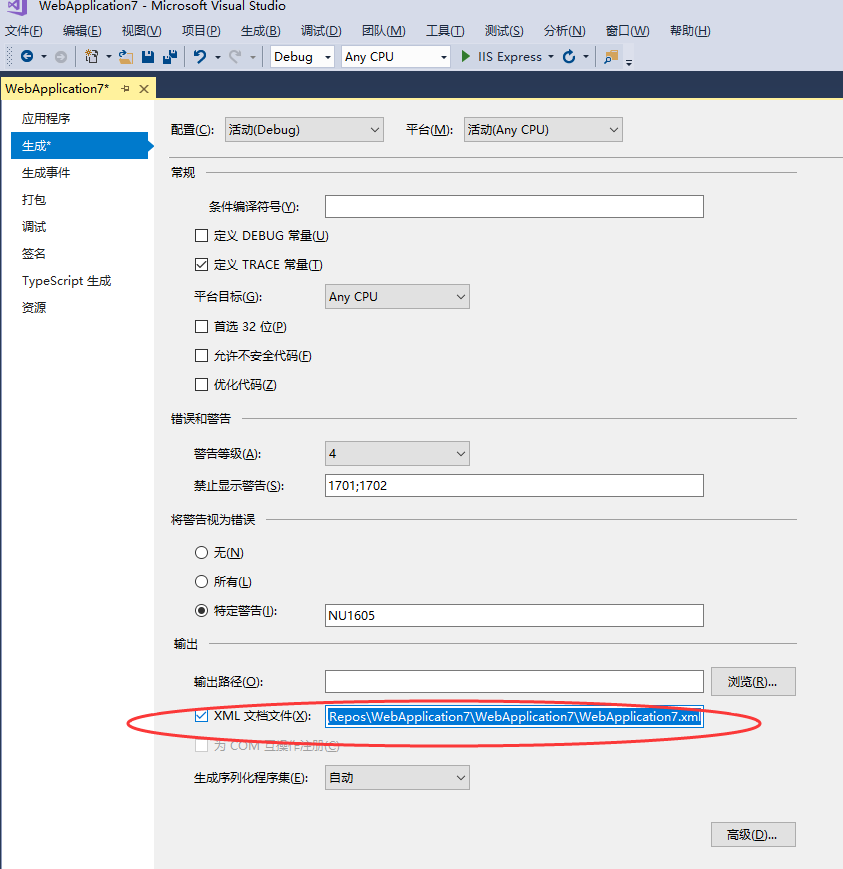 WebApplication7 - Microsoft Visual Studio
文件(F) 编辑(E) 视图(V) 项目(P) 生成(B) 调试(D) 团队(M) 工具(T) 测试(S) 分析(N) 窗口(W) 帮助(H)
Debug Any CPU IIS Express
WebApplication7*
应用程序
生成*
生成事件
打包
调试
签名
TypeScript 生成
资源
配置(C): 活动(Debug) 平台(M): 活动(Any CPU)
常规
条件编译符号(Y):
定义 DEBUG 常量(U)
定义 TRACE 常量(T)
平台目标(G): Any CPU
首选 32 位(P)
允许不安全代码(F)
优化代码(Z)
错误和警告
警告等级(A): 4
禁止显示警告(S): 1701;1702
将警告视为错误
无(N)
所有(L)
特定警告(I): NU1605
输出
输出路径(O): 浏览(R)...
XML 文档文件(X): Repos\WebApplication7\WebApplication7\WebApplication7.xml
为 COM 互操作注册(C)
生成序列化程序集(E): 自动
高级(D)...